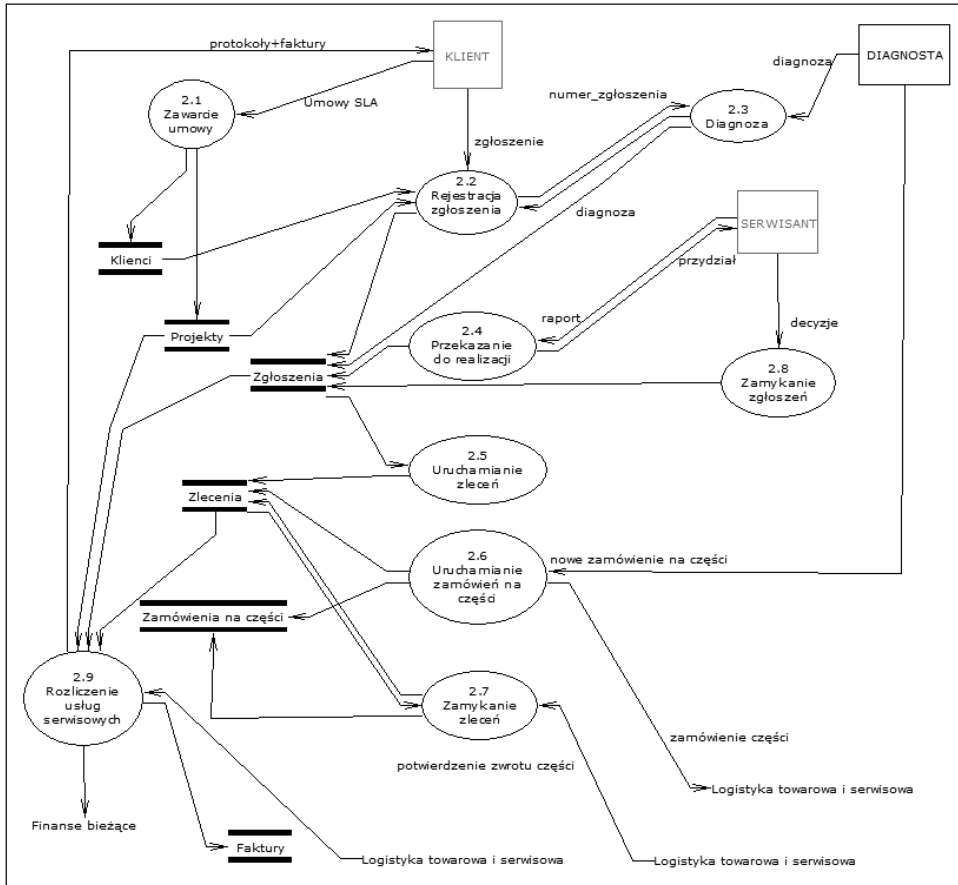 protokoły+faktury
KLIENT
DIAGNOSTA
diagnoza
2.1
Zawarcie
umowy
Umowy SLA
numer_zgłoszenia
2.3
Diagnoza
zgłoszenie
2.2
Rejestracja
zgłoszenia
diagnoza
SERWISANT
Klienci
przydział
Projekty
raport
2.4
Przekazanie
do realizacji
decyzje
Zgłoszenia
2.8
Zamykanie
zgłoszeń
2.5
Uruchamianie
zleceń
Zlecenia
2.6
Uruchamianie
zamówień na
części
nowe zamówienie na części
Zamówienia na części
2.9
Rozliczenie
usług
serwisowych
2.7
Zamykanie
zleceń
zamówienie części
potwierdzenie zwrotu części
Logistyka towarowa i serwisowa
Finanse bieżące
Faktury
Logistyka towarowa i serwisowa
Logistyka towarowa i serwisowa